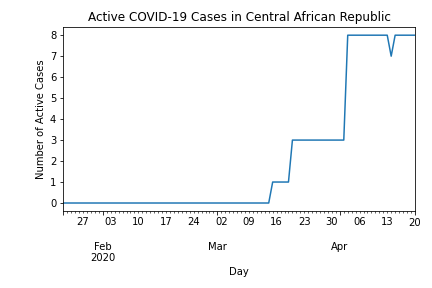 Active COVID-19 Cases in Central African Republic
Number of Active Cases
8
7
6
5
4
3
2
1
0
27 03 10 17 24 02 09 16 23 30 06 13 20
Feb Mar Apr
2020
Day